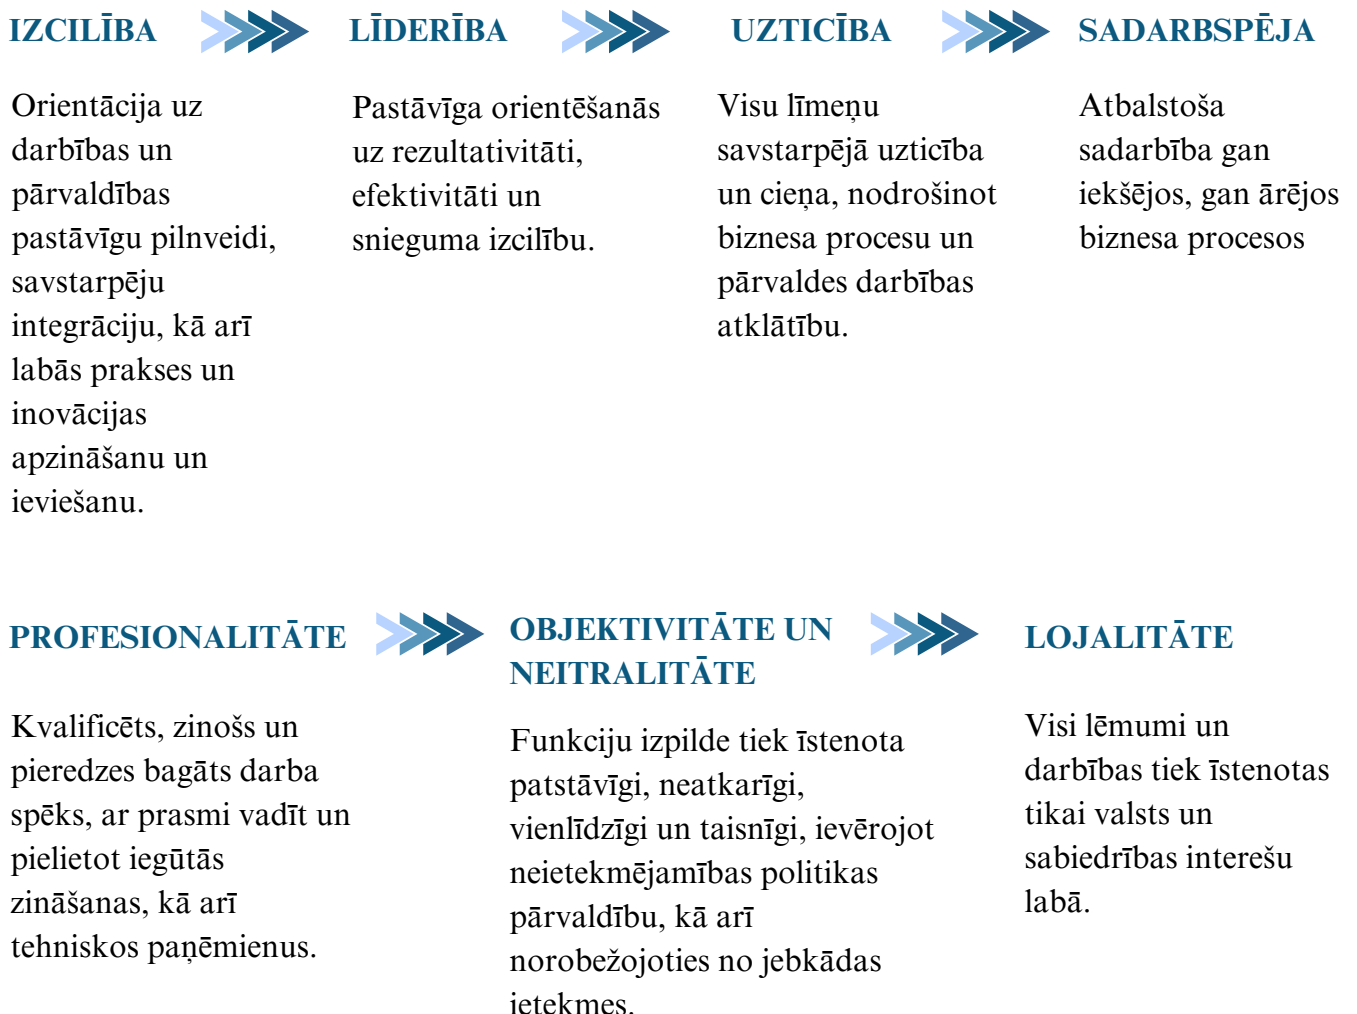 IZCILĪBA
Orientācija uz
darbības un
pārvaldības
pastāvīgu pilnveidi,
savstarpēju
integrāciju, kā arī
labās prakses un
inovācijas
apzināšanu un
ieviešanu.
LĪDERĪBA
Pastāvīga orientēšanās
uz rezultativitāti,
efektivitāti un
snieguma izcilību.
UZTICĪBA
Visu līmeņu
savstarpējā uzticība
un cieņa, nodrošinot
biznesa procesu un
pārvaldes darbības
atklātību.
SADARBSPĒJA
Atbalstoša
sadarbība gan
iekšējos, gan ārējos
biznesa procesos
PROFESIONALITĀTE
Kvalificēts, zinošs un
pieredzes bagāts darba
spēks, ar prasmi vadīt un
pielietot iegūtās
zināšanas, kā arī
tehniskos paņēmienus.
OBJEKTIVITĀTE UN
NEITRALITĀTE
Funkciju izpilde tiek īstenota
patstāvīgi, neatkarīgi,
vienlīdzīgi un taisnīgi, ievērojot
neietekmējamības politikas
pārvaldību, kā arī
norobežojoties no jebkādas
ietekmes.
LOJALITĀTE
Visi lēmumi un
darbības tiek īstenotas
tikai valsts un
sabiedrības interešu
labā.